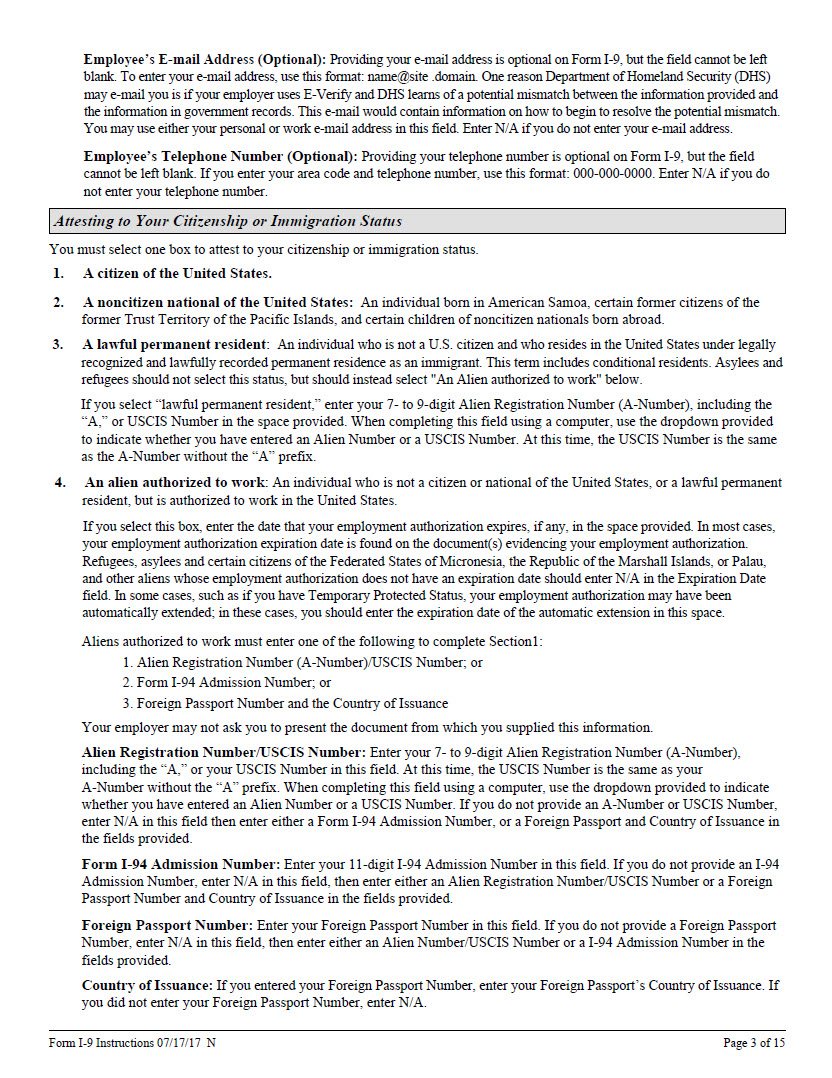 Employee's E-mail Address (Optional): Providing your e-mail address is optional on Form I-9, but the field cannot be left
blank. To enter your e-mail address, use this format: name@site .domain. One reason Department of Homeland Security (DHS)
may e-mail you is if your employer uses E-Verify and DHS learns of a potential mismatch between the information provided and
the information in government records. This e-mail would contain information on how to begin to resolve the potential mismatch.
You may use either your personal or work e-mail address in this field. Enter N/A if you do not enter your e-mail address.
Employee's Telephone Number (Optional): Providing your telephone number is optional on Form I-9, but the field
cannot be left blank. If you enter your area code and telephone number, use this format: 000-000-0000. Enter N/A if you do
not enter your telephone number.
Attesting to Your Citizenship or Immigration Status
You must select one box to attest to your citizenship or immigration status.
1. A citizen of the United States.
2. A noncitizen national of the United States: An individual born in American Samoa, certain former citizens of the
former Trust Territory of the Pacific Islands, and certain children of noncitizen nationals born abroad.
3. A lawful permanent resident: An individual who is not a U.S. citizen and who resides in the United States under legally
recognized and lawfully recorded permanent residence as an immigrant. This term includes conditional residents. Asylees and
refugees should not select this status, but should instead select "An Alien authorized to work" below.
If you select “lawful permanent resident,” enter your 7- to 9-digit Alien Registration Number (A-Number), including the
“A,” or USCIS Number in the space provided. When completing this field using a computer, use the dropdown provided
to indicate whether you have entered an Alien Number or a USCIS Number. At this time, the USCIS Number is the same
as the A-Number without the “A” prefix.
4. An alien authorized to work: An individual who is not a citizen or national of the United States, or a lawful permanent
resident, but is authorized to work in the United States.
If you select this box, enter the date that your employment authorization expires, if any, in the space provided. In most cases,
your employment authorization expiration date is found on the document(s) evidencing your employment authorization.
Refugees, asylees and certain citizens of the Federated States of Micronesia, the Republic of the Marshall Islands, or Palau,
and other aliens whose employment authorization does not have an expiration date should enter N/A in the Expiration Date
field. In some cases, such as if you have Temporary Protected Status, your employment authorization may have been
automatically extended; in these cases, you should enter the expiration date of the automatic extension in this space.
Aliens authorized to work must enter one of the following to complete Section1:
1. Alien Registration Number (A-Number)/USCIS Number; or
2. Form I-94 Admission Number; or
3. Foreign Passport Number and the Country of Issuance
Your employer may not ask you to present the document from which you supplied this information.
Alien Registration Number/USCIS Number: Enter your 7- to 9-digit Alien Registration Number (A-Number),
including the “A,” or your USCIS Number in this field. At this time, the USCIS Number is the same as your
A-Number without the “A” prefix. When completing this field using a computer, use the dropdown provided to indicate
whether you have entered an Alien Number or a USCIS Number. If you do not provide an A-Number or USCIS Number,
enter N/A in this field then enter either a Form I-94 Admission Number, or a Foreign Passport and Country of Issuance in
the fields provided.
Form I-94 Admission Number: Enter your 11-digit I-94 Admission Number in this field. If you do not provide an I-94
Admission Number, enter N/A in this field, then enter either an Alien Registration Number/USCIS Number or a Foreign
Passport Number and Country of Issuance in the fields provided.
Foreign Passport Number: Enter your Foreign Passport Number in this field. If you do not provide a Foreign Passport
Number, enter N/A in this field, then enter either an Alien Number/USCIS Number or a I-94 Admission Number in the
fields provided.
Country of Issuance: If you entered your Foreign Passport Number, enter your Foreign Passport's Country of Issuance. If
you did not enter your Foreign Passport Number, enter N/A.
Form I-9 Instructions 07/17/17 N
Page 3 of 15